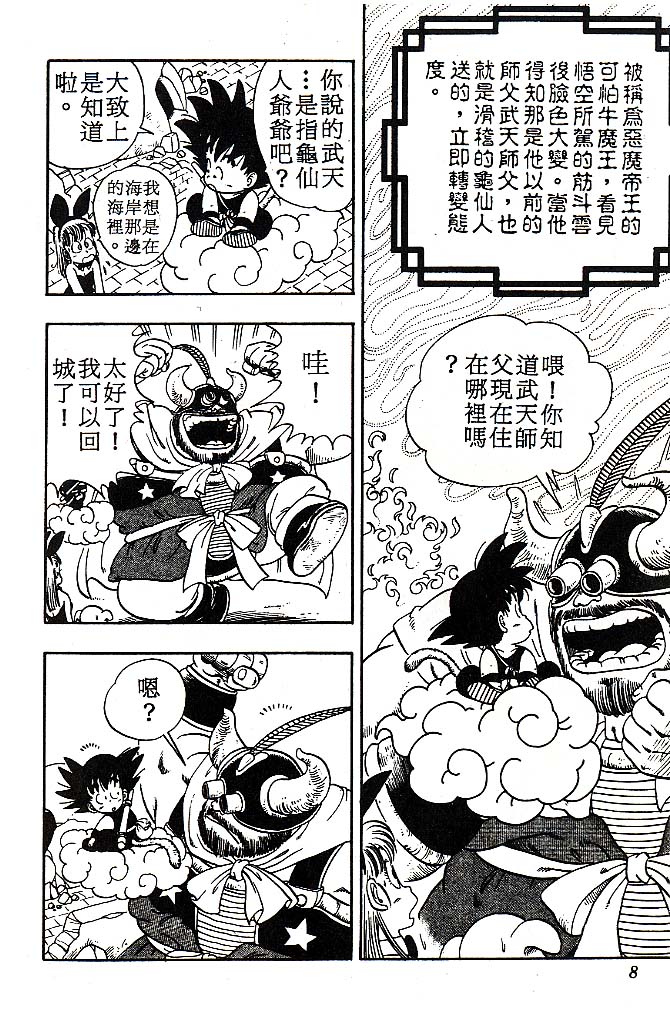 被稱爲惡魔帝王的
可怕牛魔王，看見
悟空所駕的筋斗雲
後臉色大變。當他
得知那是他以前的
師父武天師父，也
就是滑稽的龜仙人
送的，立即轉變態
度。
喂！你知
道武天師
父現在住
在哪裡嗎
？
你說的武天
…是指龜仙
人爺爺吧？
大致上
是知道
啦。
我想是在
海岸那邊
的海裡。
哇！
太好了！
我可以回
城了！
嗯？
8